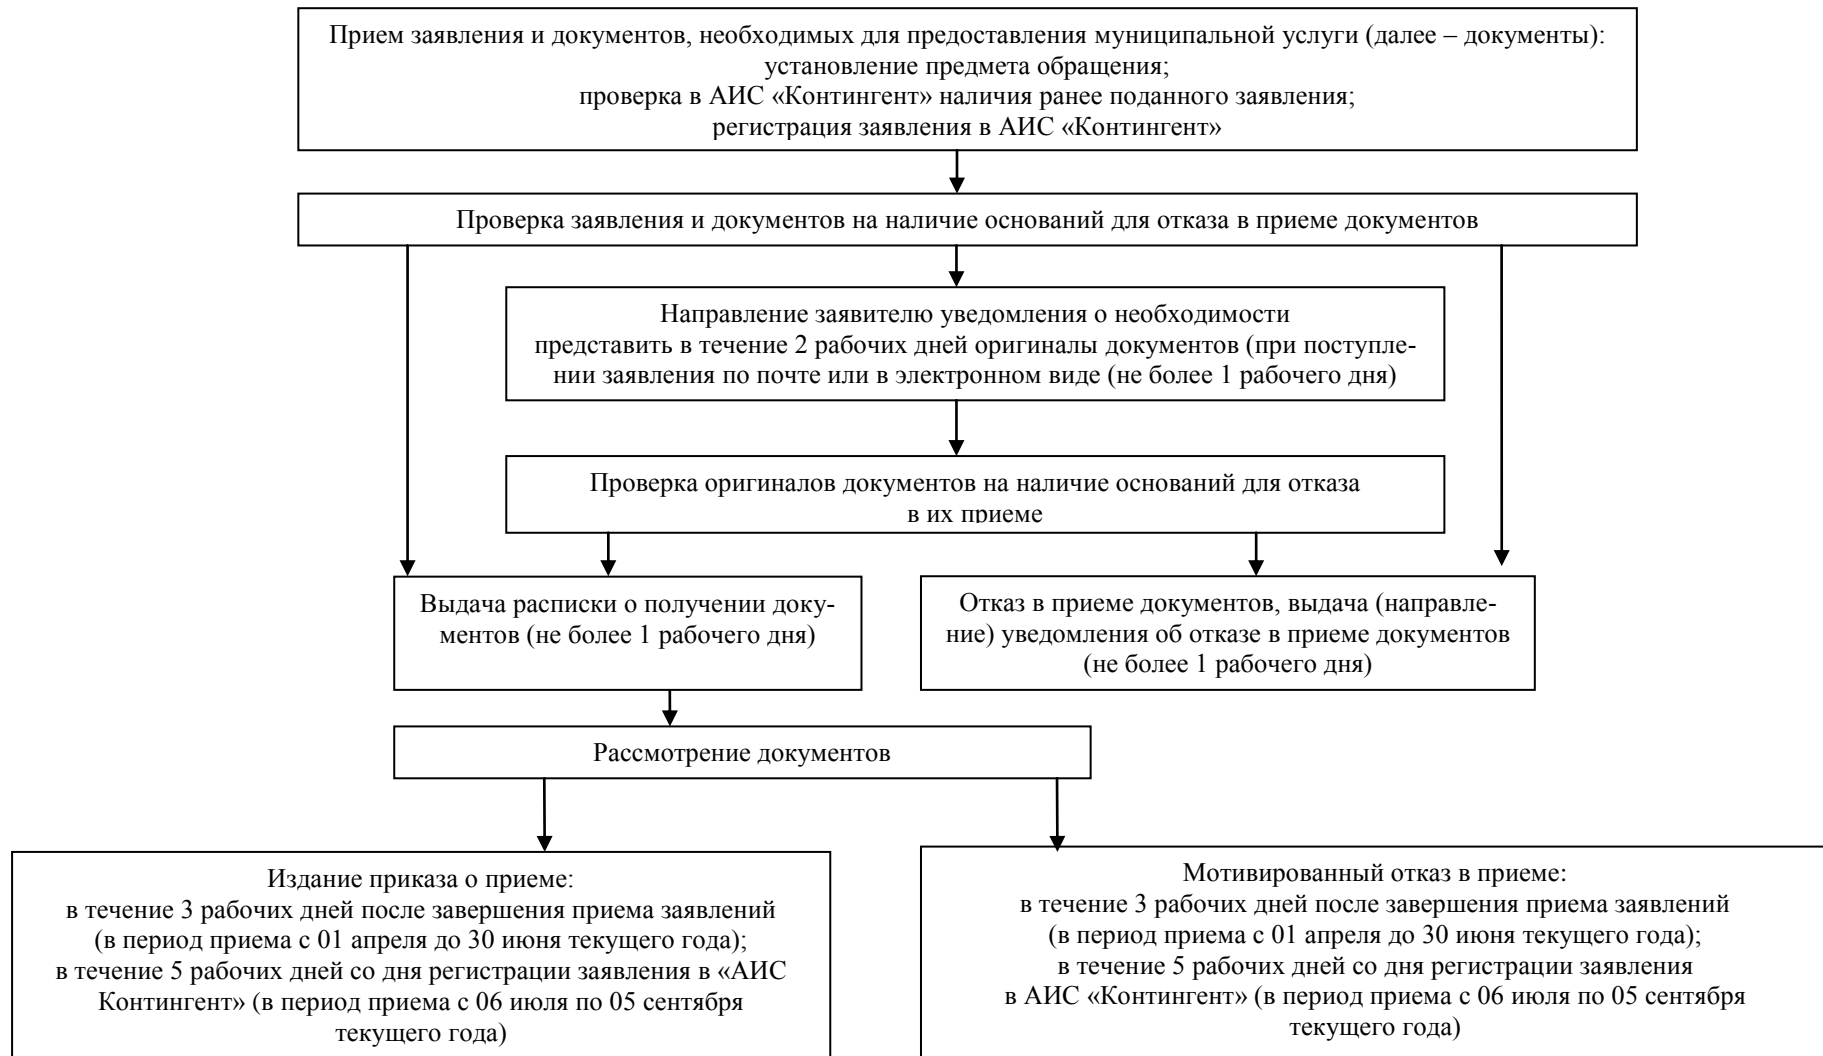 Прием заявления и документов, необходимых для предоставления муниципальной услуги (далее – документы):
установление предмета обращения;
проверка в АИС «Контингент» наличия ранее поданного заявления;
регистрация заявления в АИС «Контингент»
Проверка заявления и документов на наличие оснований для отказа в приеме документов
Направление заявителю уведомления о необходимости
представить в течение 2 рабочих дней оригиналы документов (при поступле-
нии заявления по почте или в электронном виде (не более 1 рабочего дня)
Проверка оригиналов документов на наличие оснований для отказа
в их приеме
Выдача расписки о получении доку-
ментов (не более 1 рабочего дня)
Отказ в приеме документов, выдача (направле-
ние) уведомления об отказе в приеме документов
(не более 1 рабочего дня)
Рассмотрение документов
Издание приказа о приеме:
в течение 3 рабочих дней после завершения приема заявлений
(в период приема с 01 апреля до 30 июня текущего года);
в течение 5 рабочих дней со дня регистрации заявления в «АИС
Контингент» (в период приема с 06 июля по 05 сентября
текущего года)
Мотивированный отказ в приеме:
в течение 3 рабочих дней после завершения приема заявлений
(в период приема с 01 апреля до 30 июня текущего года);
в течение 5 рабочих дней со дня регистрации заявления
в АИС «Контингент» (в период приема с 06 июля по 05 сентября
текущего года)